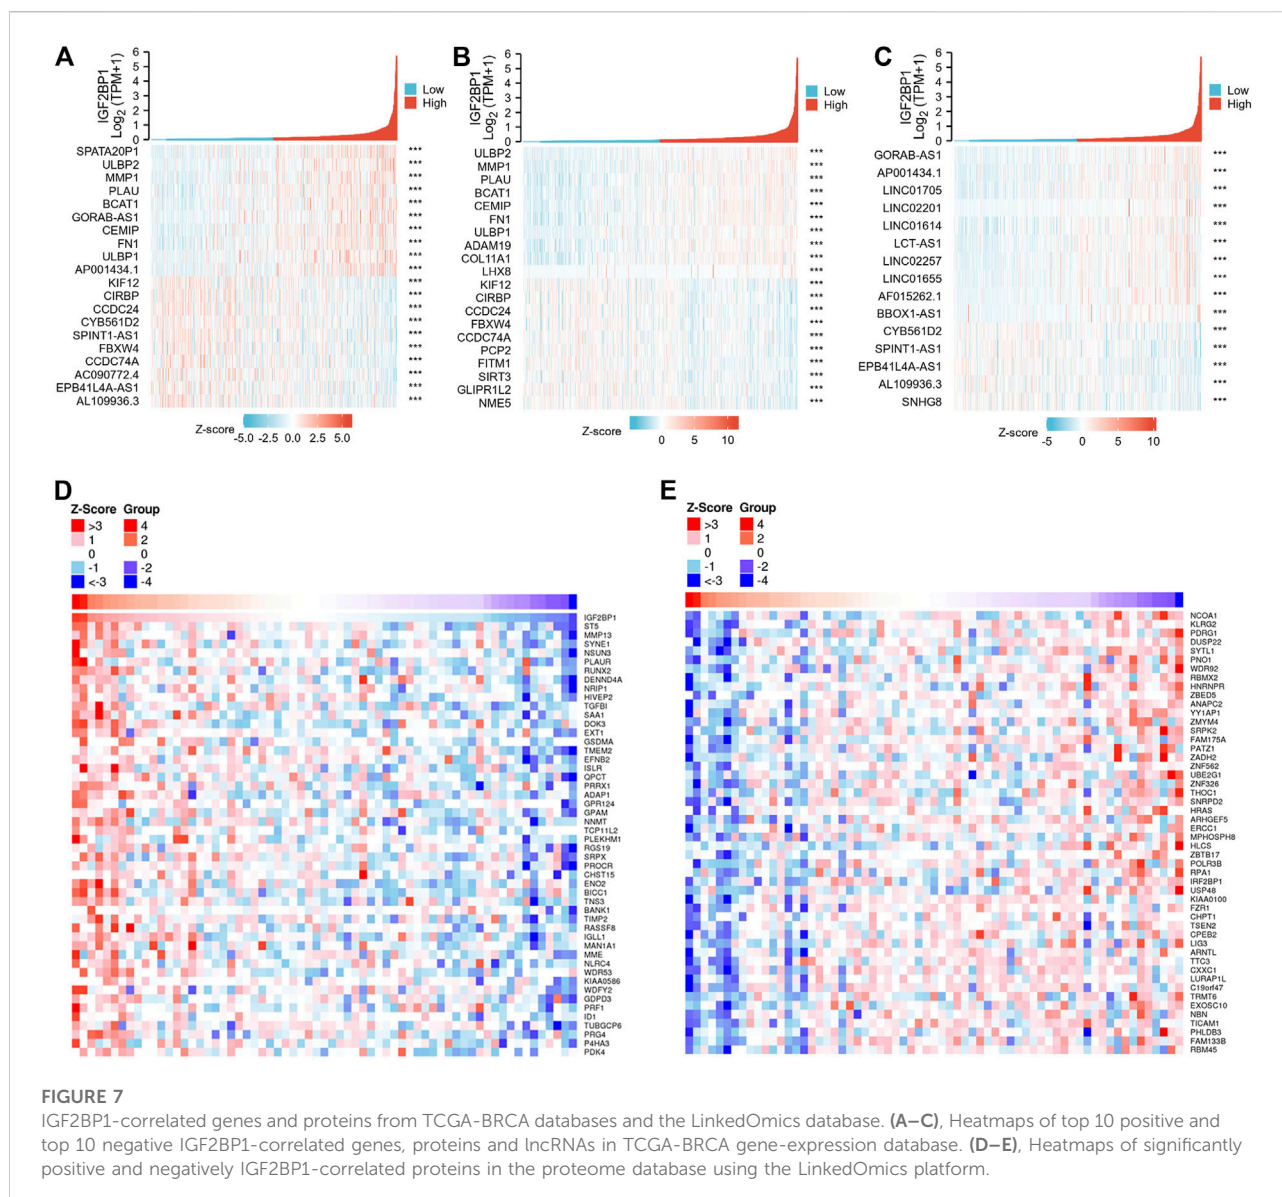 A
IGF2BP1
Log2 (TPM+1)
6
5
4
3
2
1
0
Low
High
SPATA20P1 ***
ULBP2 ***
MMP1 ***
PLAU ***
BCAT1 ***
GORAB-AS1 ***
CEMIP ***
FN1 ***
ULBP1 ***
AP001434.1 ***
KIF12 ***
CIRBP ***
CCDC24 ***
CYB561D2 ***
SPINT1-AS1 ***
FBXW4 ***
CCDC74A ***
AC090772.4 ***
EPB41L4A-AS1 ***
AL109936.3 ***
Z-score
-5.0 -2.5 0.0 2.5 5.0
B
IGF2BP1
Log2 (TPM+1)
6
5
4
3
2
1
0
Low
High
ULBP2 ***
MMP1 ***
PLAU ***
BCAT1 ***
CEMIP ***
FN1 ***
ULBP1 ***
ADAM19 ***
COL11A1 ***
LHX8 ***
KIF12 ***
CIRBP ***
CCDC24 ***
FBXW4 ***
CCDC74A ***
PCP2 ***
FITM1 ***
SIRT3 ***
GLIPR1L2 ***
NME5 ***
Z-score
0 5 10
C
IGF2BP1
Log2 (TPM+1)
6
5
4
3
2
1
0
Low
High
GORAB-AS1 ***
AP001434.1 ***
LINC01705 ***
LINC02201 ***
LINC01614 ***
LCT-AS1 ***
LINC02257 ***
LINC01655 ***
AF015262.1 ***
BBOX1-AS1 ***
CYB561D2 ***
SPINT1-AS1 ***
EPB41L4A-AS1 ***
AL109936.3 ***
SNHG8 ***
Z-score
-5 0 5 10
D
Z-Score Group
>3 4
1 2
0 0
-1 -2
<-3 -4
IGF2BP1
ST5
MMP13
SYNE1
NSUN3
PLAUR
RUNX2
DENND4A
NRIP1
HIVEP2
TGFBI
SAA1
DOK3
EXT1
GSDMA
TMEM2
EFNB2
ISLR
QPCT
PRRX1
ADAP1
GPR124
GPAM
NNMT
TCP11L2
PLEKHM1
RGS19
SRPX
PROCR
CHST15
ENO2
BICC1
TNS3
BANK1
TIMP2
RASSF8
IGLL1
MAN1A1
MME
NLRC4
WDR53
KIAA0586
WDFY2
GDPD3
PRF1
ID1
TUBGCP6
PRG4
P4HA3
PDK4
E
Z-Score Group
>3 4
1 2
0 0
-1 -2
<-3 -4
NCOA1
KLRG2
PDRG1
DUSP22
SYTL1
PNO1
WDR92
RBMX2
HNRNPR
ZBED5
ANAPC2
YY1AP1
ZMYM4
SRPK2
FAM175A
PATZ1
ZADH2
ZNF562
UBE2G1
ZNF326
THOC1
SNRPD2
HRAS
ARHGEF5
ERCC1
MPHOSPH8
HLCS
ZBTB17
POLR3B
RPA1
IRF2BP1
USP48
KIAA0100
FZR1
CHPT1
TSEN2
CPEB2
LIG3
ARNTL
TTC3
CXXC1
LURAP1L
C19orf47
TRMT6
EXOSC10
NBN
TICAM1
PHLDB3
FAM133B
RBM45
FIGURE 7
IGF2BP1-correlated genes and proteins from TCGA-BRCA databases and the LinkedOmics database. (A–C), Heatmaps of top 10 positive and
top 10 negative IGF2BP1-correlated genes, proteins and lncRNAs in TCGA-BRCA gene-expression database. (D–E), Heatmaps of significantly
positive and negatively IGF2BP1-correlated proteins in the proteome database using the LinkedOmics platform.